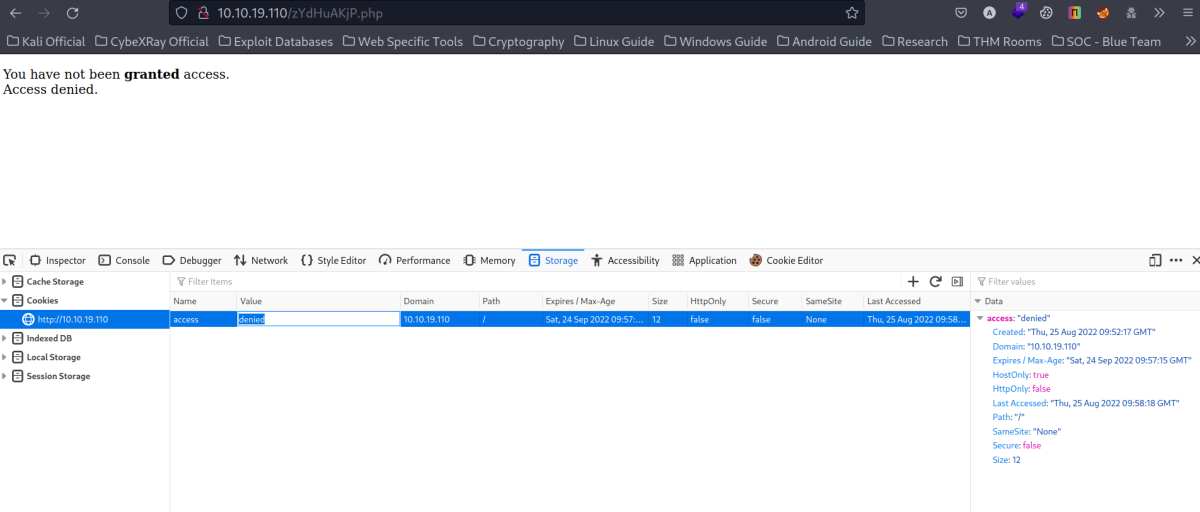 10.10.19.110/zYdHuAKjP.php
4
Kali Official CybeXRay Official Exploit Databases Web Specific Tools Cryptography Linux Guide Windows Guide Android Guide Research THM Rooms SOC - Blue Team
You have not been granted access.
Access denied.
Inspector Console Debugger Network Style Editor Performance Memory Storage Accessibility Application Cookie Editor
Cache Storage
Cookies
http://10.10.19.110
Indexed DB
Local Storage
Session Storage
Filter Items
Name Value Domain Path Expires / Max-Age Size HttpOnly Secure SameSite Last Accessed
access denied 10.10.19.110 / Sat, 24 Sep 2022 09:57:... 12 false false None Thu, 25 Aug 2022 09:58...
Filter values
Data
access: "denied"
Created: "Thu, 25 Aug 2022 09:52:17 GMT"
Domain: "10.10.19.110"
Expires / Max-Age: "Sat, 24 Sep 2022 09:57:15 GMT"
HostOnly: true
HttpOnly: false
Last Accessed: "Thu, 25 Aug 2022 09:58:18 GMT"
Path: "/"
SameSite: "None"
Secure: false
Size: 12